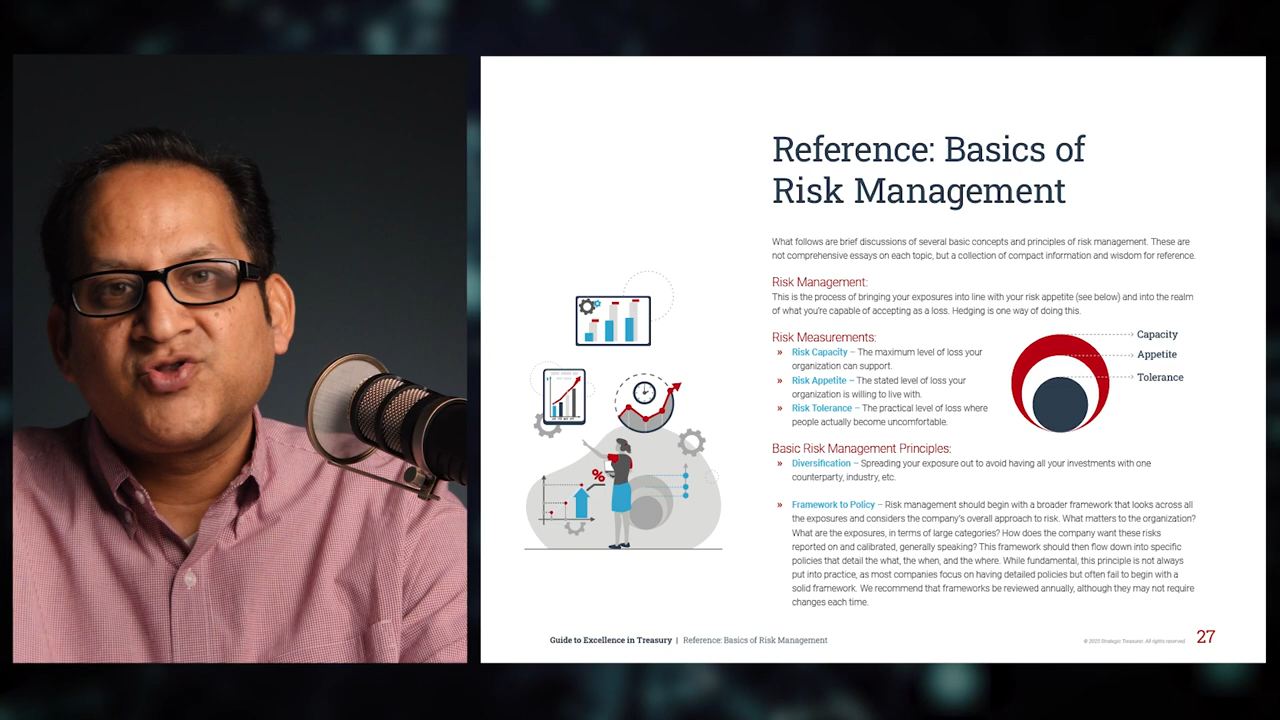 Reference: Basics of
Risk Management
What follows are brief discussions of several basic concepts and principles of risk management. These are
not comprehensive essays on each topic, but a collection of compact information and wisdom for reference.
Risk Management:
This is the process of bringing your exposures into line with your risk appetite (see below) and into the realm
of what you're capable of accepting as a loss. Hedging is one way of doing this.
Risk Measurements:
» Risk Capacity – The maximum level of loss your
organization can support.
» Risk Appetite – The stated level of loss your
organization is willing to live with.
» Risk Tolerance – The practical level of loss where
people actually become uncomfortable.
Capacity
Appetite
Tolerance
Basic Risk Management Principles:
» Diversification – Spreading your exposure out to avoid having all your investments with one
counterparty, industry, etc.
» Framework to Policy – Risk management should begin with a broader framework that looks across all
the exposures and considers the company's overall approach to risk. What matters to the organization?
What are the exposures, in terms of large categories? How does the company want these risks
reported on and calibrated, generally speaking? This framework should then flow down into specific
policies that detail the what, the when, and the where. While fundamental, this principle is not always
put into practice, as most companies focus on having detailed policies but often fail to begin with a
solid framework. We recommend that frameworks be reviewed annually, although they may not require
changes each time.
%
Guide to Excellence in Treasury | Reference: Basics of Risk Management
© 2025 Strategic Treasurer. All rights reserved.
27